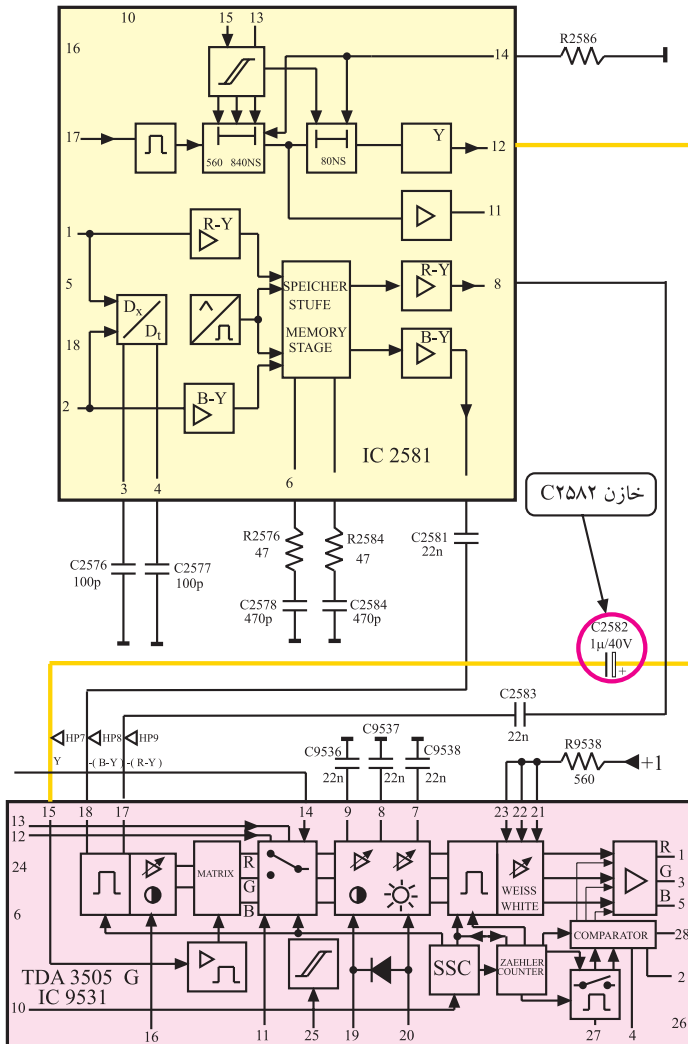 10
15 13
16
14
R2586
17
560 840NS
80NS
Y
12
11
1
R-Y
5
SPEICHER
STUFE
MEMORY
STAGE
R-Y
8
Dx
Dt
18
B-Y
2
B-Y
IC 2581
3 4 6
خازن C۲۵۸۲
C2576
100p
C2577
100p
R2576
47
R2584
47
C2581
22n
C2578
470p
C2584
470p
C2582
1µ/40V
+
C2583
22n
HP7 HP8 HP9
Y -( B-Y ) -( R-Y )
C9536
22n
C9537
22n
C9538
22n
R9538
560
+1
15 18 17 14 9 8 7 23 22 21
13
12
24
6
MATRIX
R
G
B
WEISS
WHITE
R 1
G 3
B 5
COMPARATOR
28
2
SSC
ZAEHLER
COUNTER
TDA 3505 G
IC 9531
10
16 11 25 19 20 27 4 26